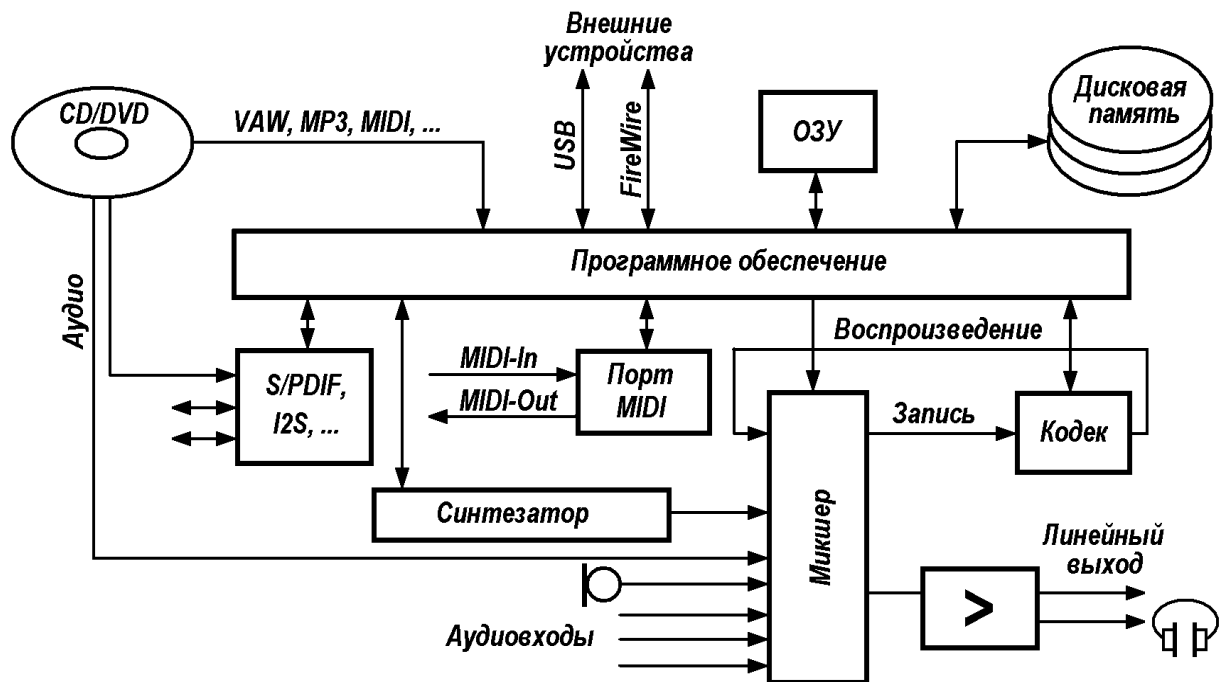 Внешние
устройства
CD/DVD
VAW, MP3, MIDI, ...
USB
FireWire
ОЗУ
Дисковая
память
Программное обеспечение
Аудио
Воспроизведение
S/PDIF,
I2S, ...
MIDI-In
MIDI-Out
Порт
MIDI
Запись
Кодек
Синтезатор
Микшер
Линейный
выход
>
Аудиовходы